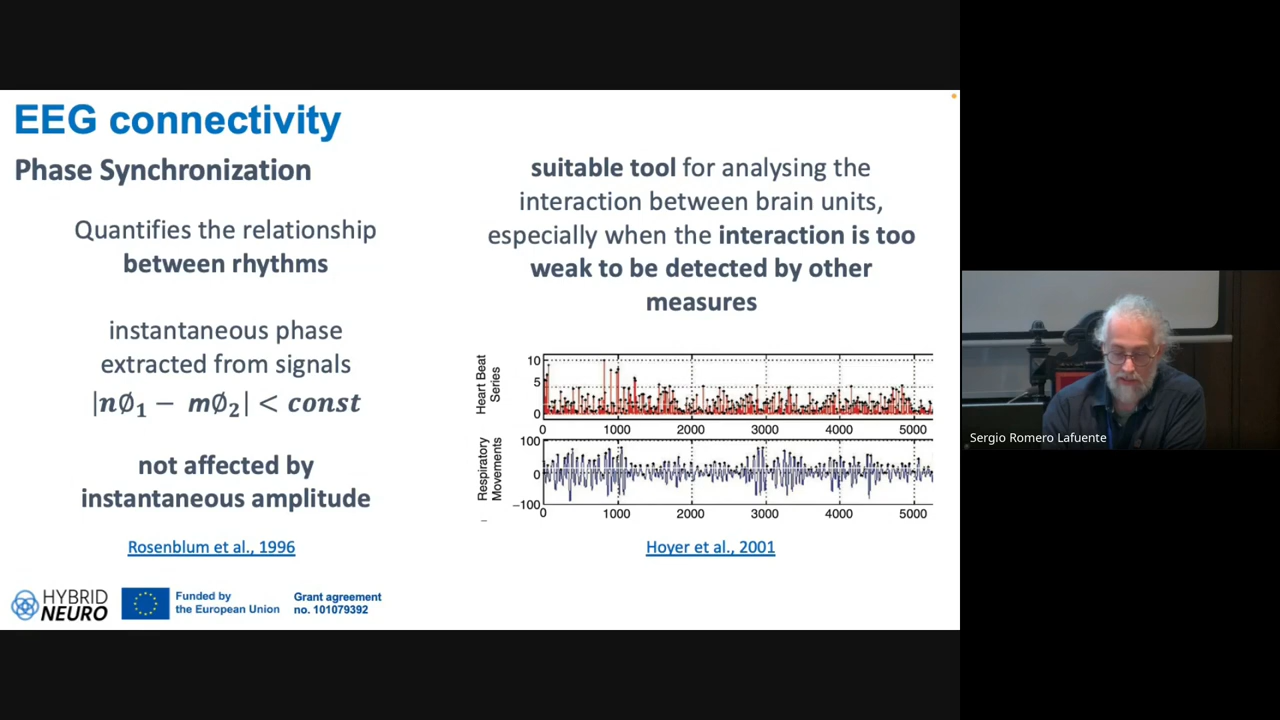 EEG connectivity
Phase Synchronization
Quantifies the relationship
between rhythms
instantaneous phase
extracted from signals
|nØ₁ − mØ₂| < const
not affected by
instantaneous amplitude
Rosenblum et al., 1996
suitable tool for analysing the
interaction between brain units,
especially when the interaction is too
weak to be detected by other
measures
Heart Beat
Series
10
5
0
0 1000 2000 3000 4000 5000
Respiratory
Movements
100
0
−100
0 1000 2000 3000 4000 5000
Hoyer et al., 2001
HYBRID
NEURO
Funded by
the European Union
Grant agreement
no. 101079392
Sergio Romero Lafuente